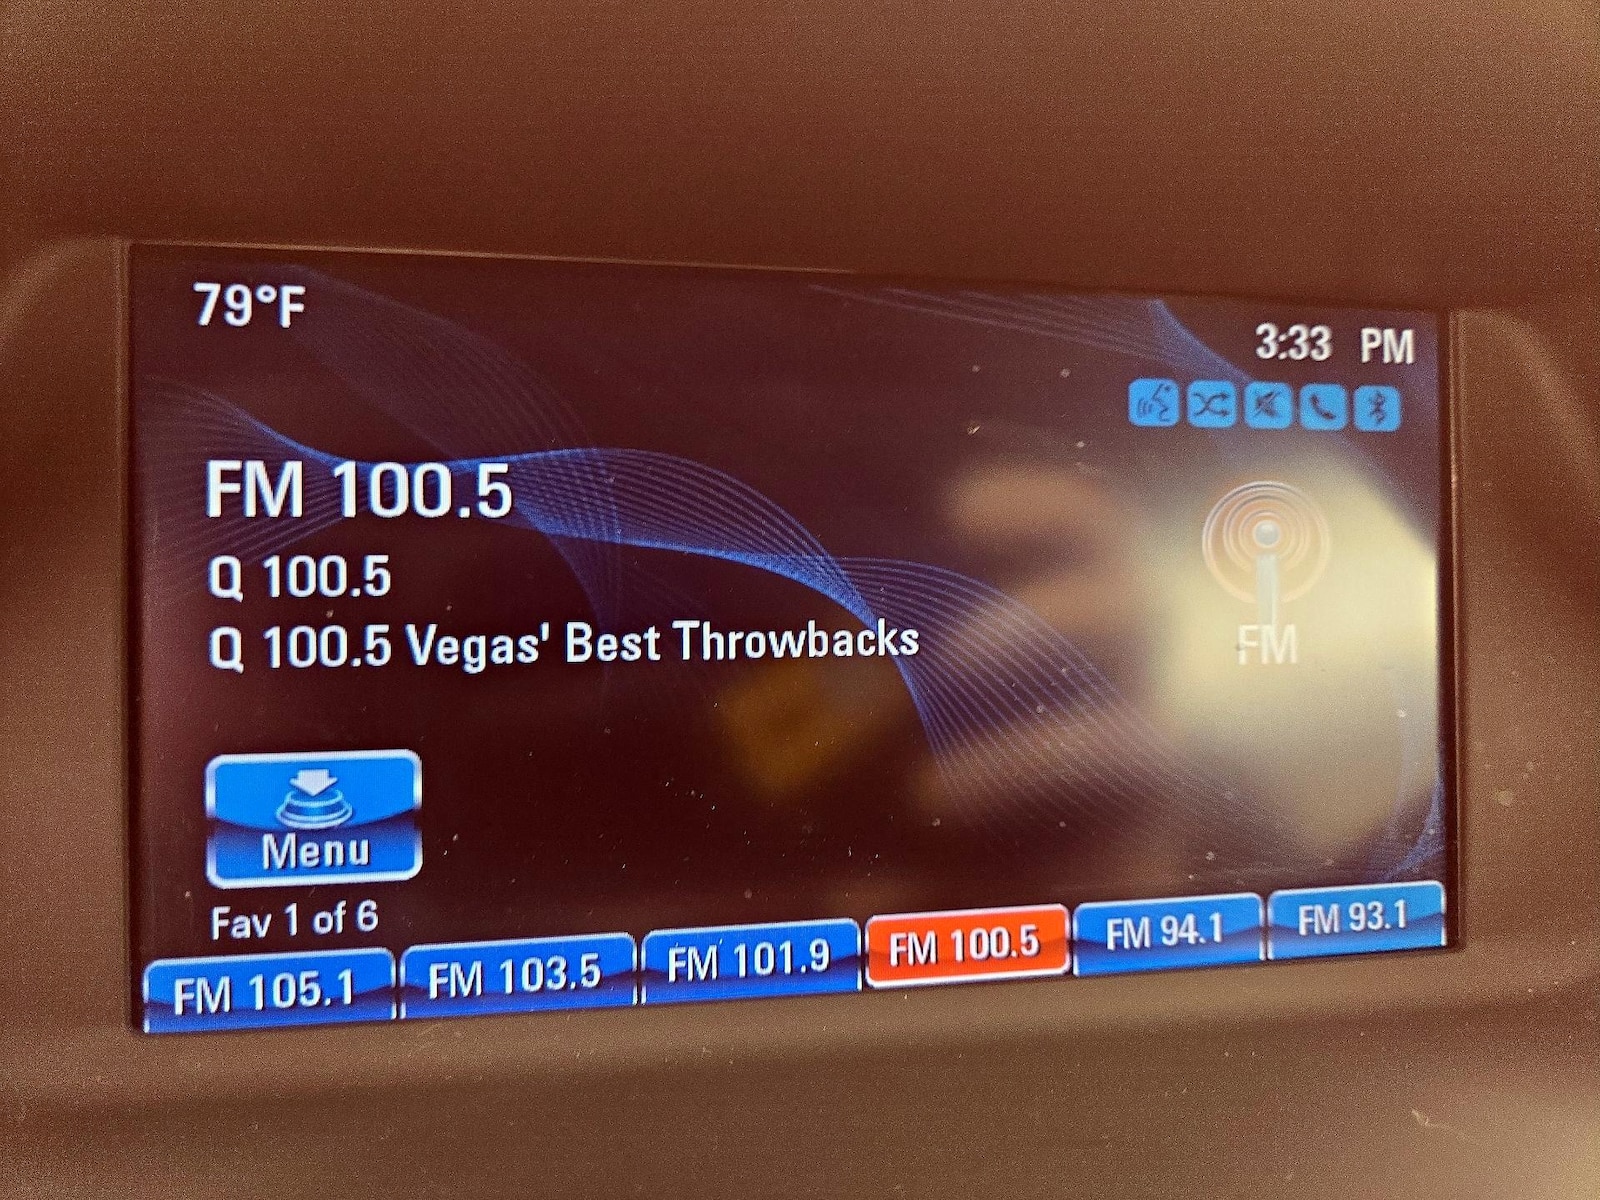 79°F
3:33 PM
FM 100.5
Q 100.5
Q 100.5 Vegas' Best Throwbacks
FM
Menu
Fav 1 of 6
FM 105.1 FM 103.5 FM 101.9 FM 100.5 FM 94.1 FM 93.1